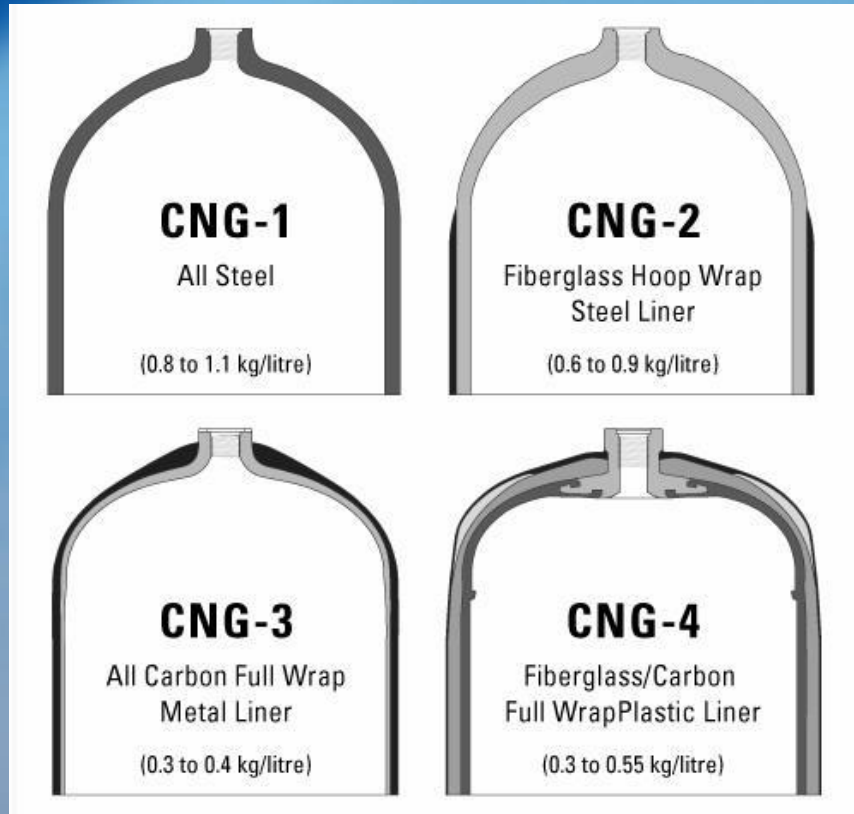 CNG-1
All Steel
(0.8 to 1.1 kg/litre)
CNG-2
Fiberglass Hoop Wrap
Steel Liner
(0.6 to 0.9 kg/litre)
CNG-3
All Carbon Full Wrap
Metal Liner
(0.3 to 0.4 kg/litre)
CNG-4
Fiberglass/Carbon
Full WrapPlastic Liner
(0.3 to 0.55 kg/litre)